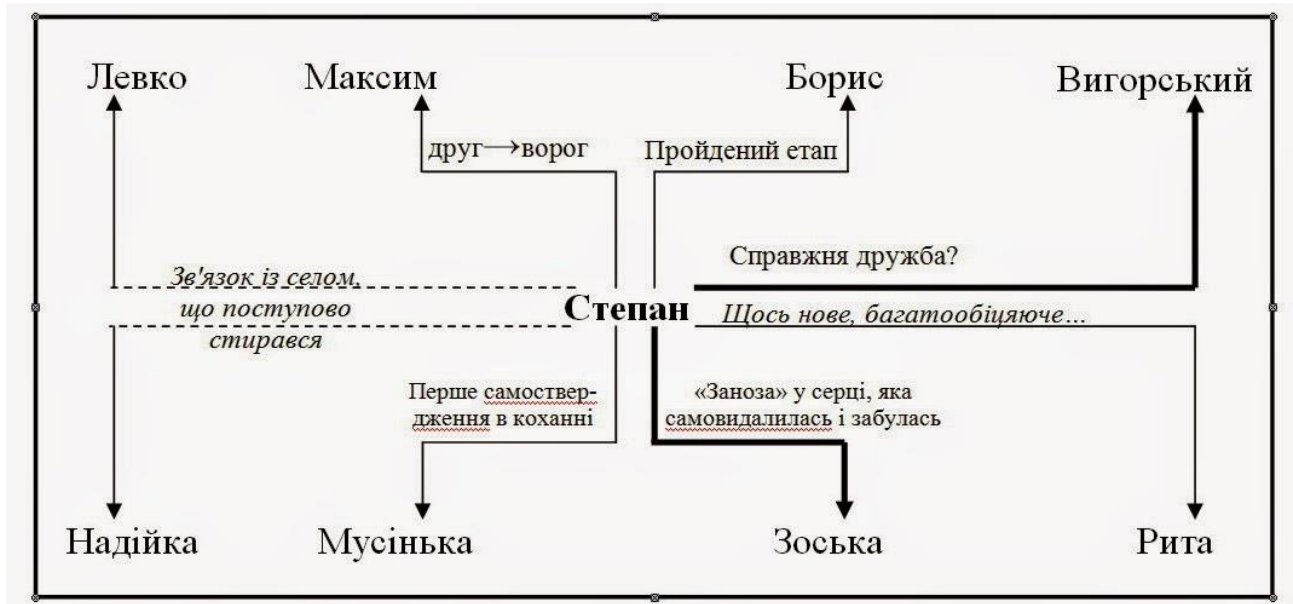 Левко
Максим
Борис
Вигорський
друг→ворог
Пройдений етап
Справжня дружба?
Зв'язок із селом,
що поступово
стирався
Степан
Щось нове, багатообіцяюче…
Перше самоствер-
дження в коханні
«Заноза» у серці, яка
самовидалилась і забулась
Надійка
Мусінька
Зоська
Рита